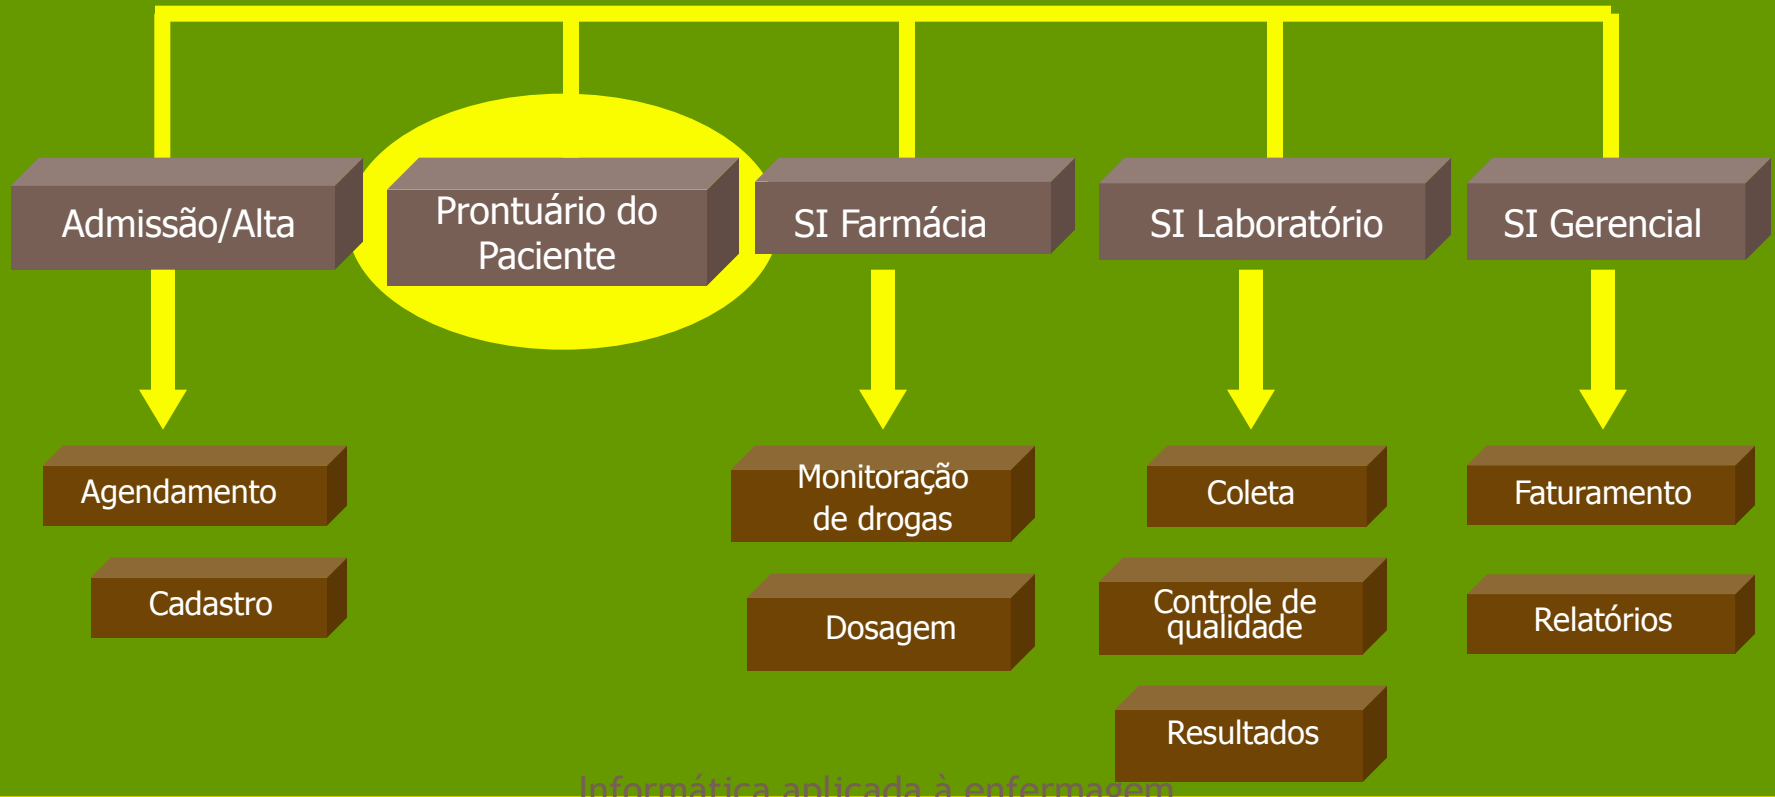 Admissão/Alta
Prontuário do
Paciente
SI Farmácia
SI Laboratório
SI Gerencial
Agendamento
Cadastro
Monitoração
de drogas
Dosagem
Coleta
Controle de
qualidade
Resultados
Faturamento
Relatórios
Informática aplicada à enfermagem